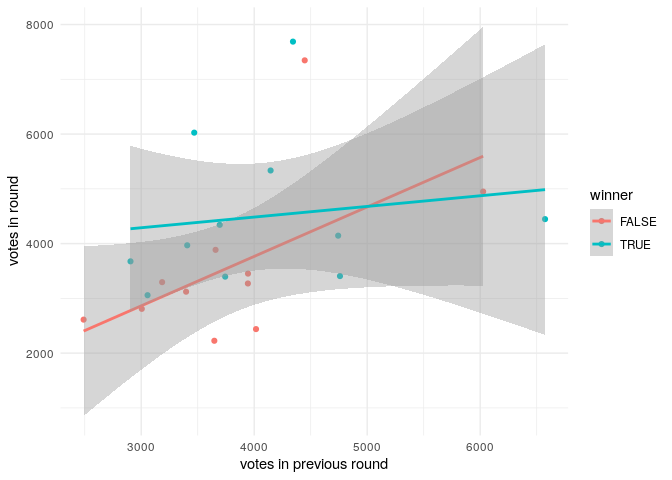 8000
6000
4000
2000
votes in round
3000 4000 5000 6000
votes in previous round
winner
FALSE
TRUE